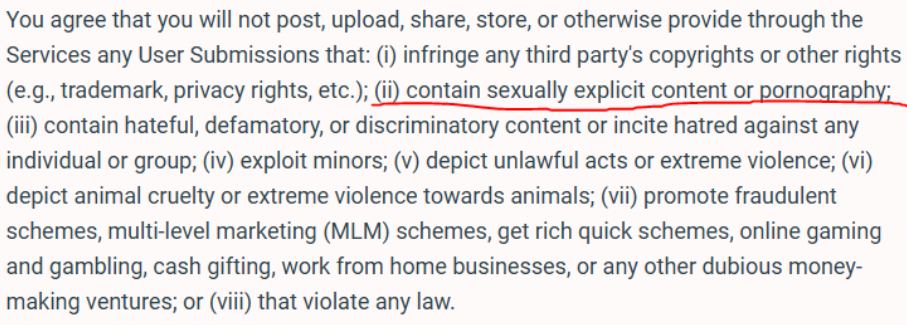 You agree that you will not post, upload, share, store, or otherwise provide through the
Services any User Submissions that: (i) infringe any third party's copyrights or other rights
(e.g., trademark, privacy rights, etc.); (ii) contain sexually explicit content or pornography;
(iii) contain hateful, defamatory, or discriminatory content or incite hatred against any
individual or group; (iv) exploit minors; (v) depict unlawful acts or extreme violence; (vi)
depict animal cruelty or extreme violence towards animals; (vii) promote fraudulent
schemes, multi-level marketing (MLM) schemes, get rich quick schemes, online gaming
and gambling, cash gifting, work from home businesses, or any other dubious money-
making ventures; or (viii) that violate any law.